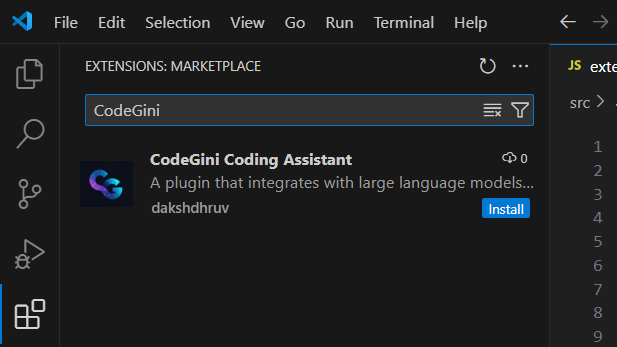 File Edit Selection View Go Run Terminal Help
EXTENSIONS: MARKETPLACE
JS exte
CodeGini
src
CodeGini Coding Assistant 0
A plugin that integrates with large language models...
dakshdhruv Install
1
2
3
4
5
6
7
8
9